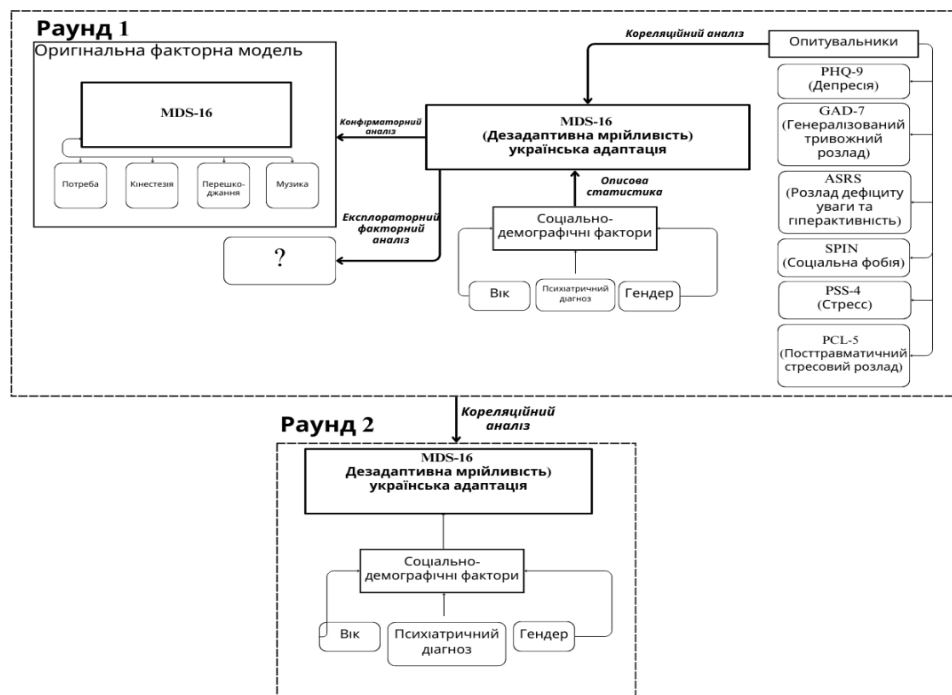 Раунд 1
Оригінальна факторна модель
MDS-16
Потреба
Кінестезія
Перешко-
джання
Музика
Конфірматорний
аналіз
Експлораторний
факторний
аналіз
?
Кореляційний аналіз
MDS-16
(Дезадаптивна мрійливість)
українська адаптація
Описова
статистика
Соціально-
демографічні фактори
Вік
Психіатричний
діагноз
Гендер
Опитувальники
PHQ-9
(Депресія)
GAD-7
(Генералізований
тривожний
розлад)
ASRS
(Розлад дефіциту
уваги та
гіперактивність)
SPIN
(Соціальна фобія)
PSS-4
(Стресс)
PCL-5
(Посттравматичний
стресовий розлад)
Кореляційний
аналіз
Раунд 2
MDS-16
Дезадаптивна мрійливість)
українська адаптація
Соціально-
демографічні фактори
Вік
Психіатричний
діагноз
Гендер